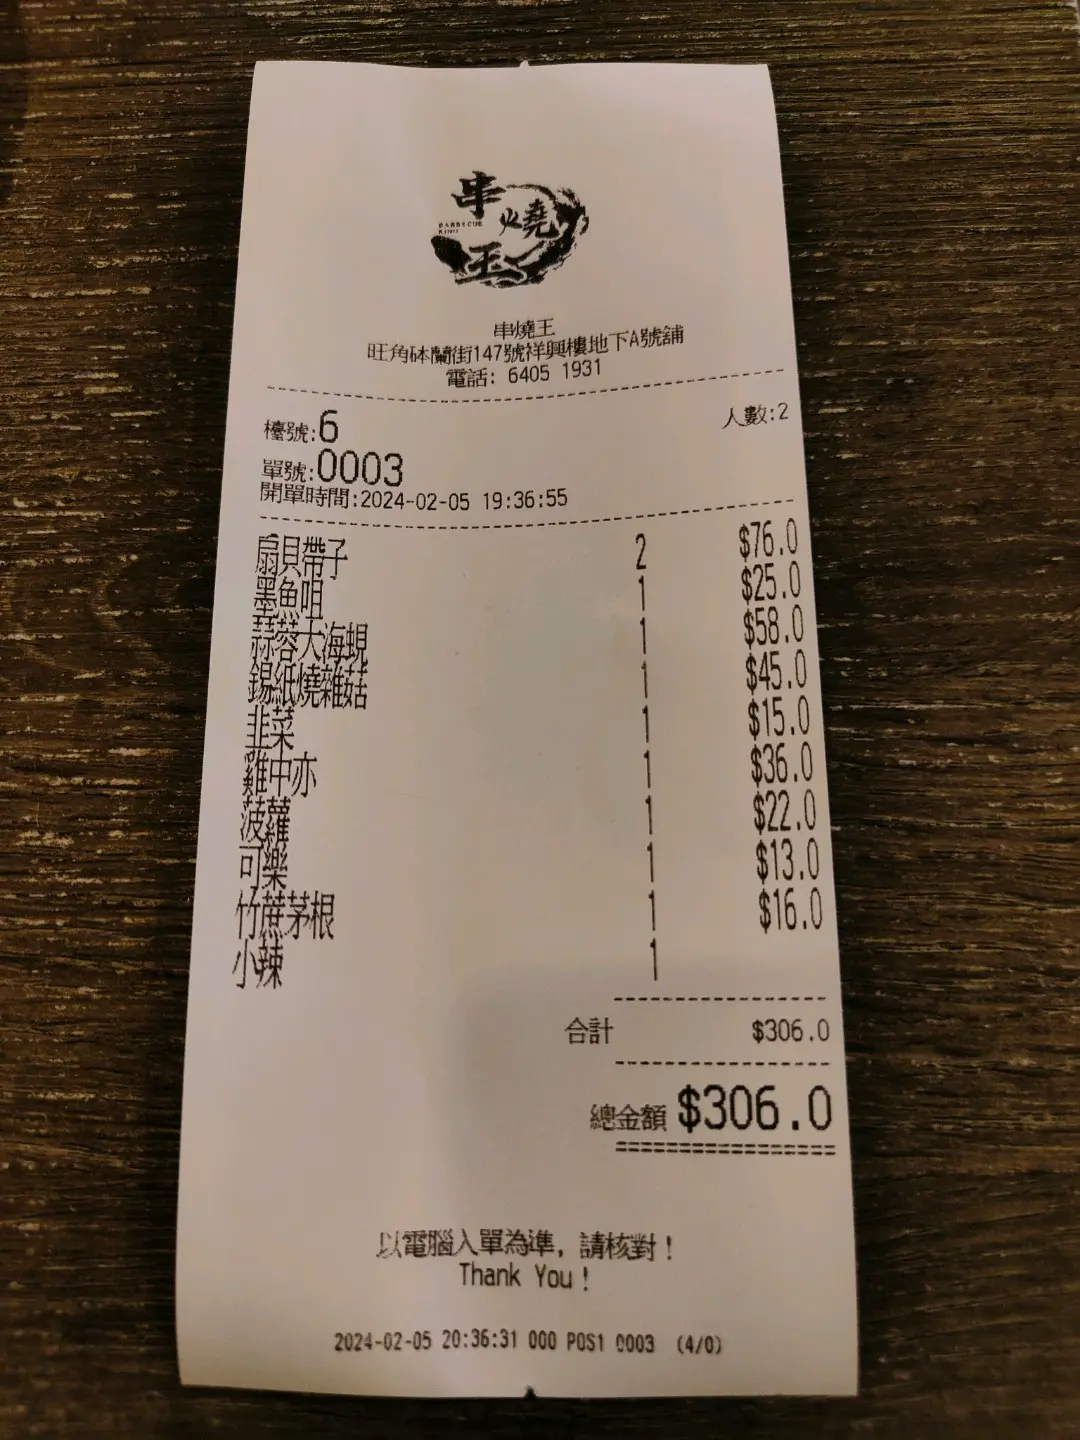 串燒王
BARBECUE KING
串燒王
旺角砵蘭街147號祥興樓地下A號舖
電話: 6405 1931
檯號:6 人數:2
單號:0003
開單時間:2024-02-05 19:36:55
扇貝帶子 2 $76.0
墨魚咀 1 $25.0
蒜蓉大海蜆 1 $58.0
錫紙燒雜菇 1 $45.0
韭菜 1 $15.0
雞中亦 1 $36.0
菠蘿 1 $22.0
可樂 1 $13.0
竹蔗茅根 1 $16.0
小辣 1
合計 $306.0
總金額 $306.0
以電腦入單為準, 請核對!
Thank You!
2024-02-05 20:36:31 000 POS1 0003 (4/0)